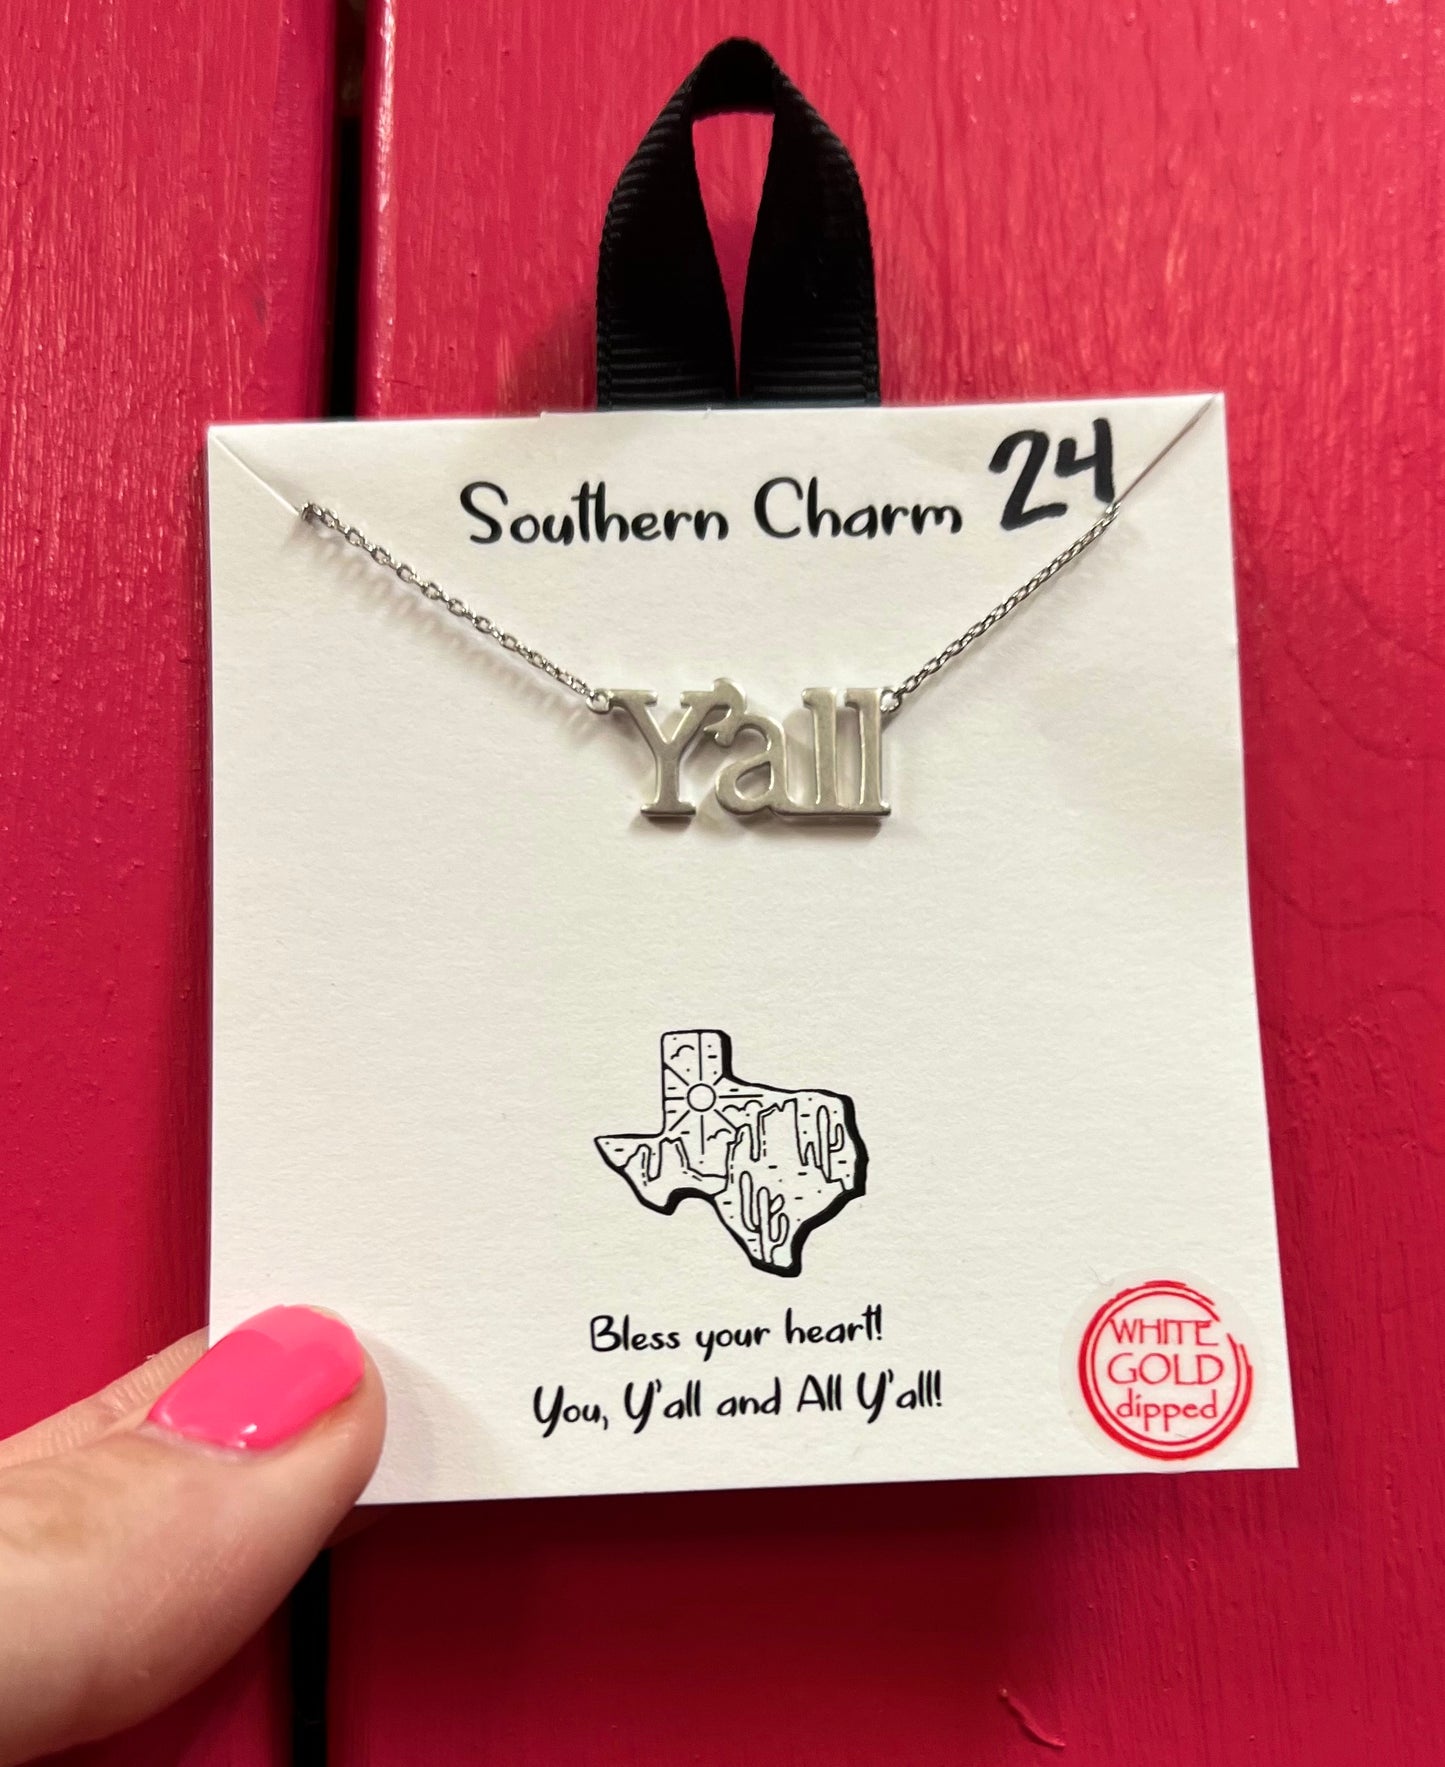 Southern Charm 24
Y'all
Bless your heart!
You, Y'all and All Y'all!
WHITE
GOLD
dipped